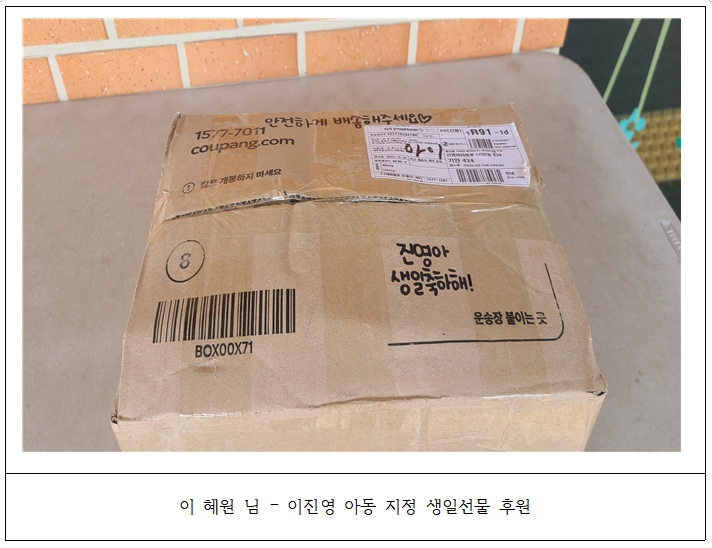 안전하게 배송해주세요♡
1577-7011
coupang.com
칼로 개봉하지 마세요
R91 -1d
기안 434
8
진영아
생일축하해!
운송장 붙이는 곳
BOX00X71
이 혜원 님 - 이진영 아동 지정 생일선물 후원